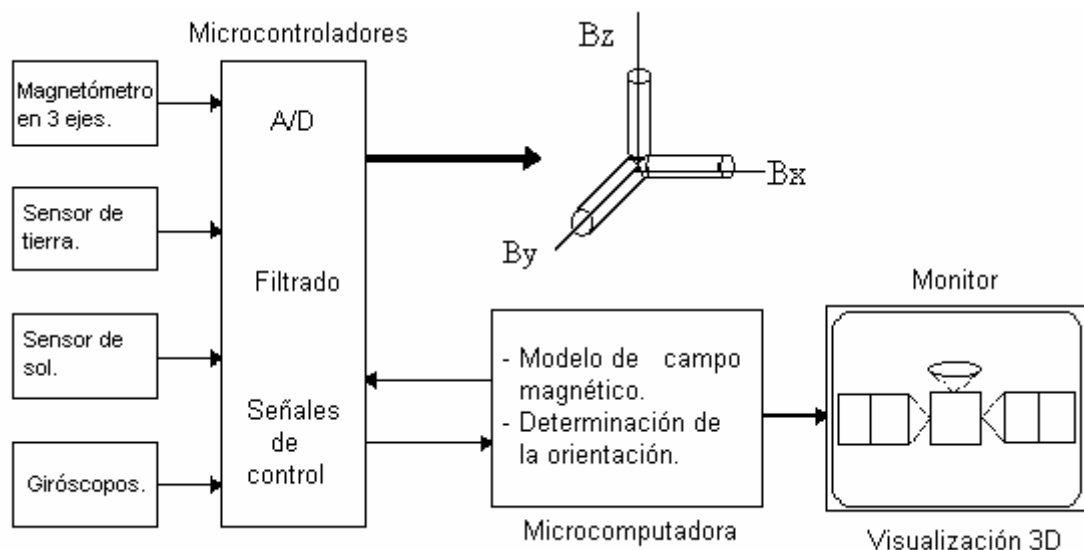 Microcontroladores
Magnetómetro
en 3 ejes.
Sensor de
tierra.
Sensor de
sol.
Giróscopos.
A/D
Filtrado
Señales
de
control
Bz
Bx
By
- Modelo de campo
magnético.
- Determinación de
la orientación.
Microcomputadora
Monitor
Visualización 3D